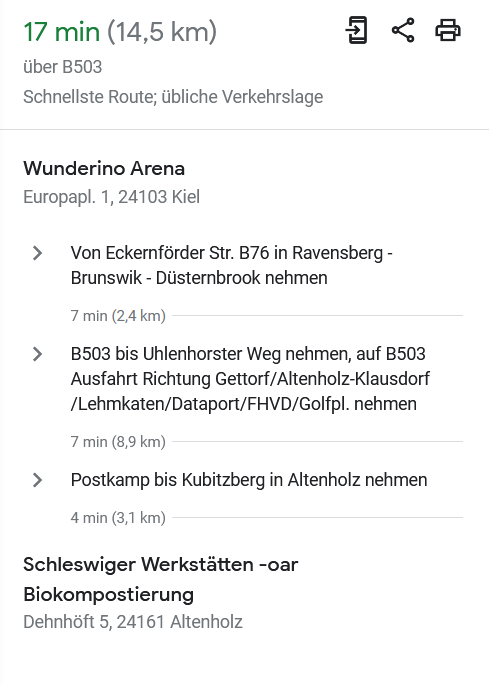 17 min (14,5 km)
über B503
Schnellste Route; übliche Verkehrslage
Wunderino Arena
Europapl. 1, 24103 Kiel
Von Eckernförder Str. B76 in Ravensberg -
Brunswik - Düsternbrook nehmen
7 min (2,4 km)
B503 bis Uhlenhorster Weg nehmen, auf B503
Ausfahrt Richtung Gettorf/Altenholz-Klausdorf
/Lehmkaten/Dataport/FHVD/Golfpl. nehmen
7 min (8,9 km)
Postkamp bis Kubitzberg in Altenholz nehmen
4 min (3,1 km)
Schleswiger Werkstätten -oar
Biokompostierung
Dehnhöft 5, 24161 Altenholz